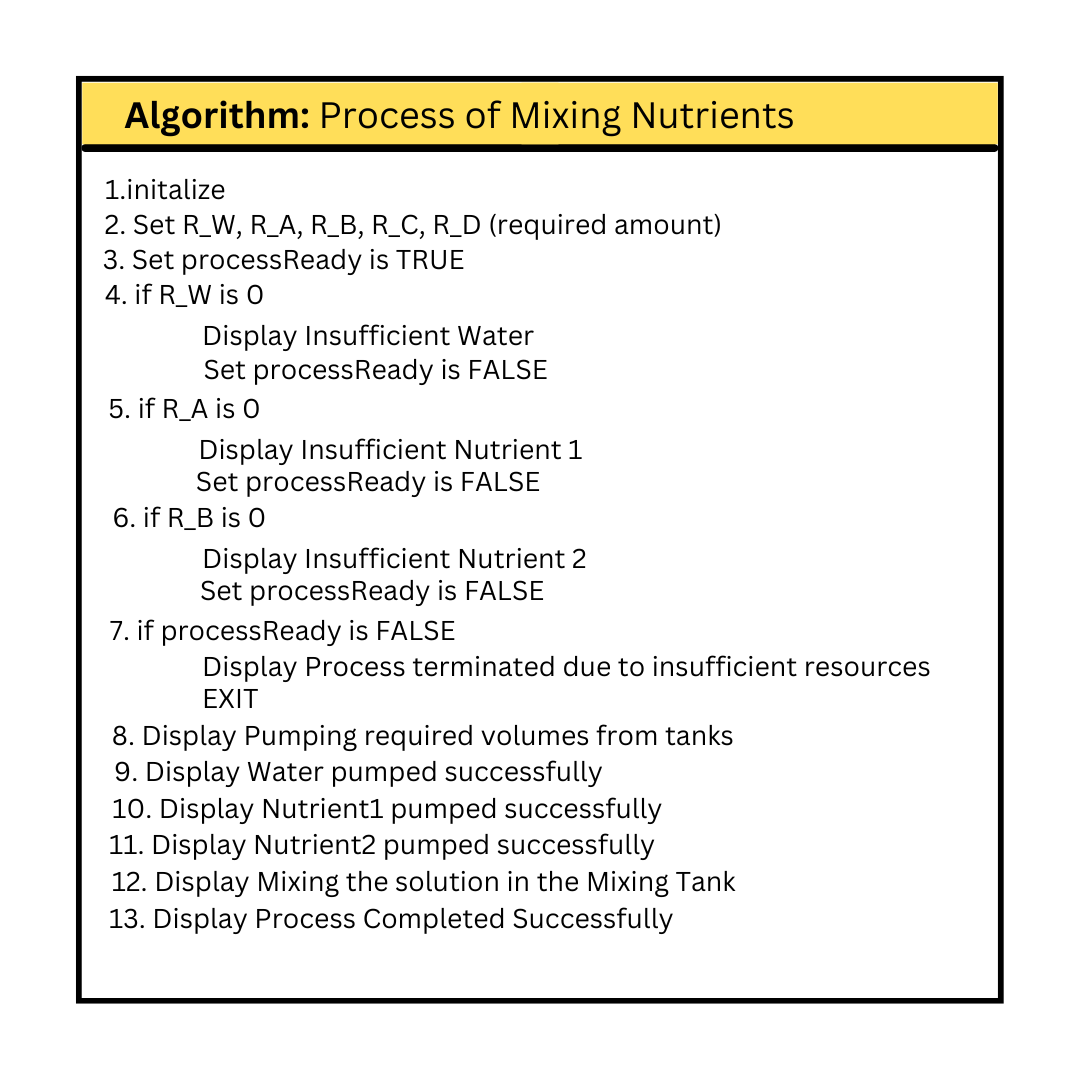 Algorithm: Process of Mixing Nutrients
1.initalize
2. Set R_W, R_A, R_B, R_C, R_D (required amount)
3. Set processReady is TRUE
4. if R_W is 0
Display Insufficient Water
Set processReady is FALSE
5. if R_A is 0
Display Insufficient Nutrient 1
Set processReady is FALSE
6. if R_B is 0
Display Insufficient Nutrient 2
Set processReady is FALSE
7. if processReady is FALSE
Display Process terminated due to insufficient resources
EXIT
8. Display Pumping required volumes from tanks
9. Display Water pumped successfully
10. Display Nutrient1 pumped successfully
11. Display Nutrient2 pumped successfully
12. Display Mixing the solution in the Mixing Tank
13. Display Process Completed Successfully